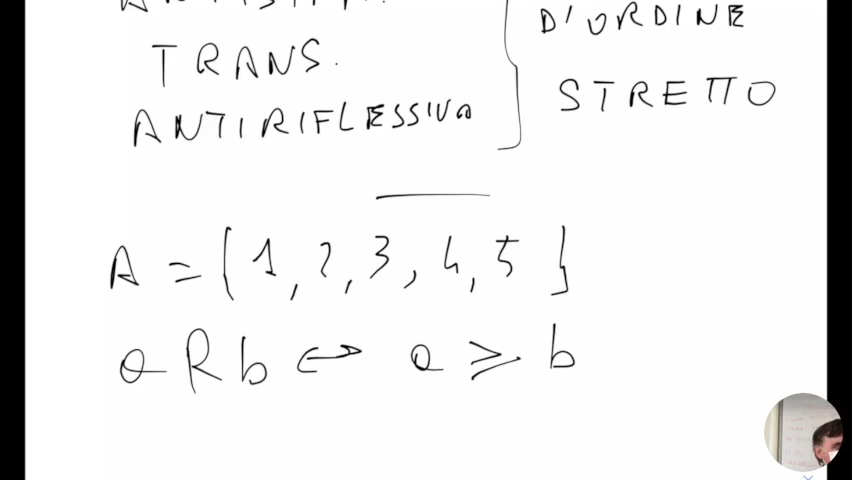 D'ORDINE
TRANS.
STRETTO
ANTIRIFLESSIVA
A = { 1, 2, 3, 4, 5 }
a R b ↔ a ≥ b